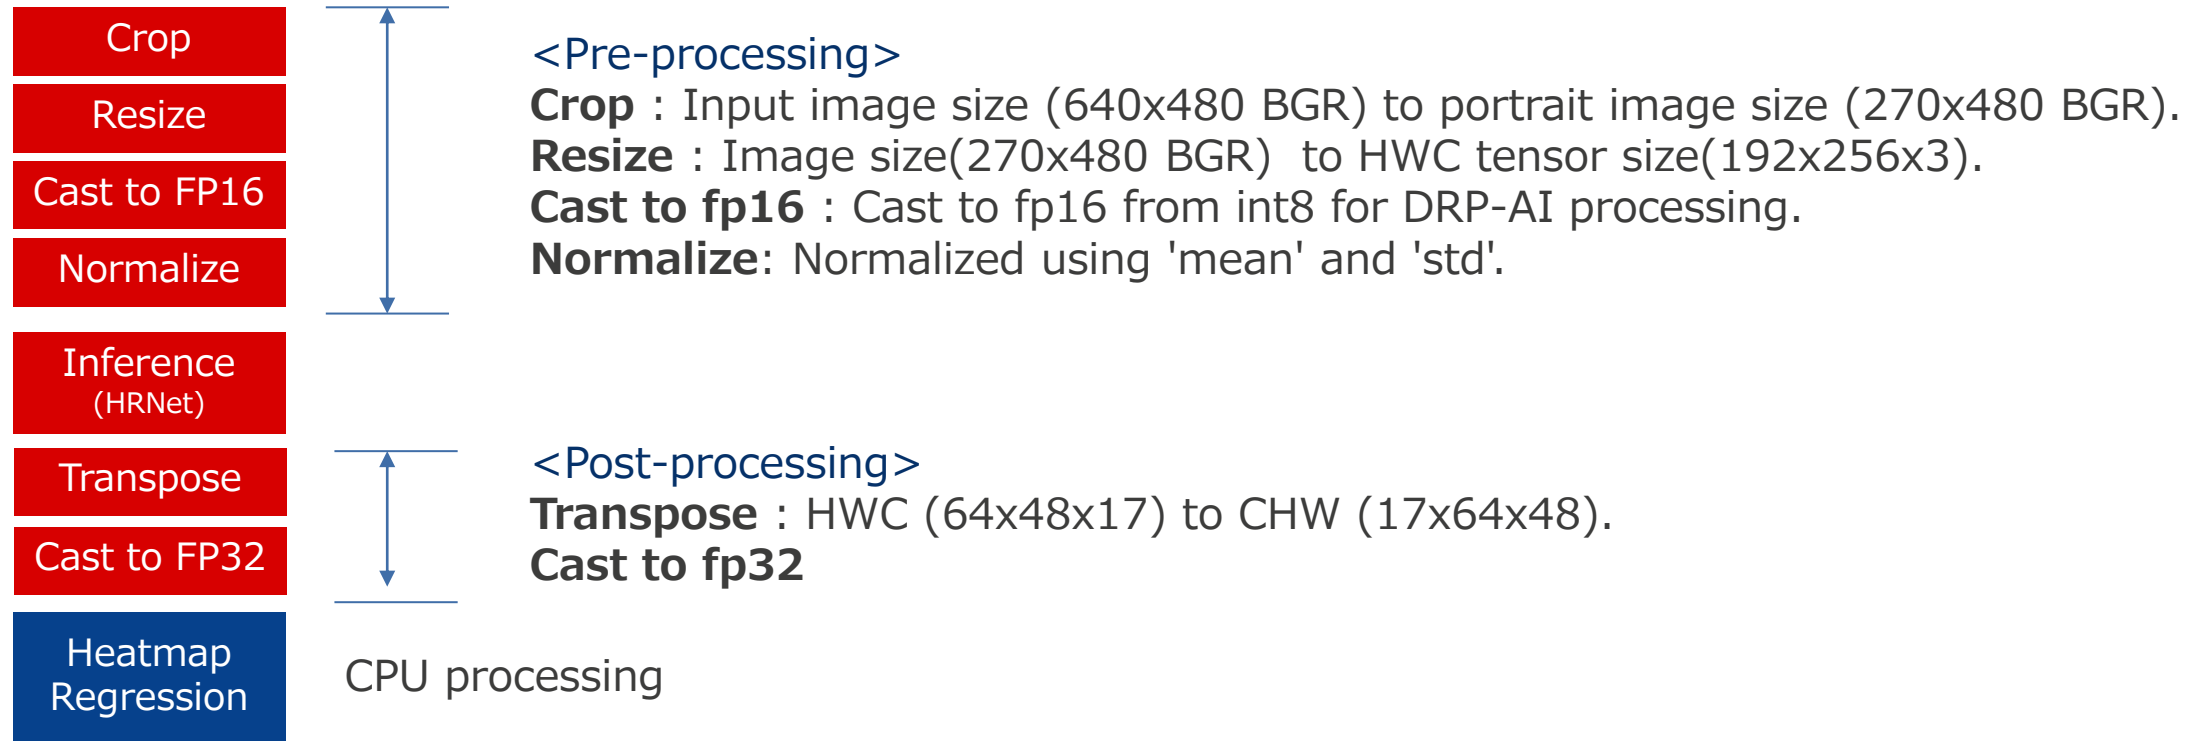 Crop
Resize
Cast to FP16
Normalize
<Pre-processing>
Crop : Input image size (640x480 BGR) to portrait image size (270x480 BGR).
Resize : Image size(270x480 BGR)  to HWC tensor size(192x256x3).
Cast to fp16 : Cast to fp16 from int8 for DRP-AI processing.
Normalize: Normalized using 'mean' and 'std'.
Inference
(HRNet)
Transpose
Cast to FP32
<Post-processing>
Transpose : HWC (64x48x17) to CHW (17x64x48).
Cast to fp32
Heatmap
Regression
CPU processing